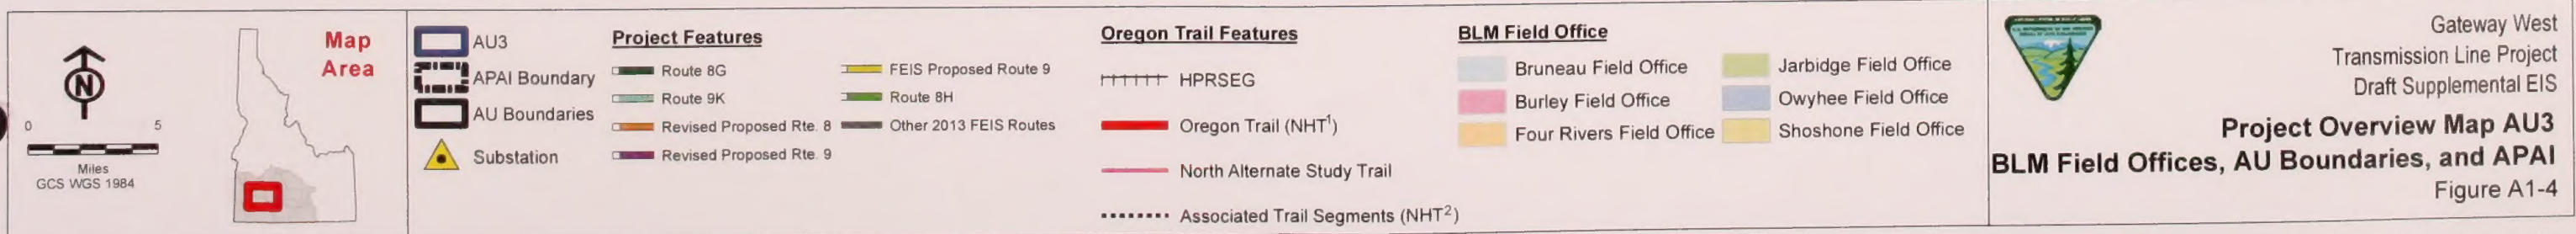 N
0 5
Miles
GCS WGS 1984
Map
Area
AU3
APAI Boundary
AU Boundaries
Substation
Project Features
Route 8G
Route 9K
Revised Proposed Rte. 8
Revised Proposed Rte. 9
FEIS Proposed Route 9
Route 8H
Other 2013 FEIS Routes
Oregon Trail Features
HPRSEG
Oregon Trail (NHT¹)
North Alternate Study Trail
Associated Trail Segments (NHT²)
BLM Field Office
Bruneau Field Office
Burley Field Office
Four Rivers Field Office
Jarbidge Field Office
Owyhee Field Office
Shoshone Field Office
Gateway West
Transmission Line Project
Draft Supplemental EIS
Project Overview Map AU3
BLM Field Offices, AU Boundaries, and APAI
Figure A1-4